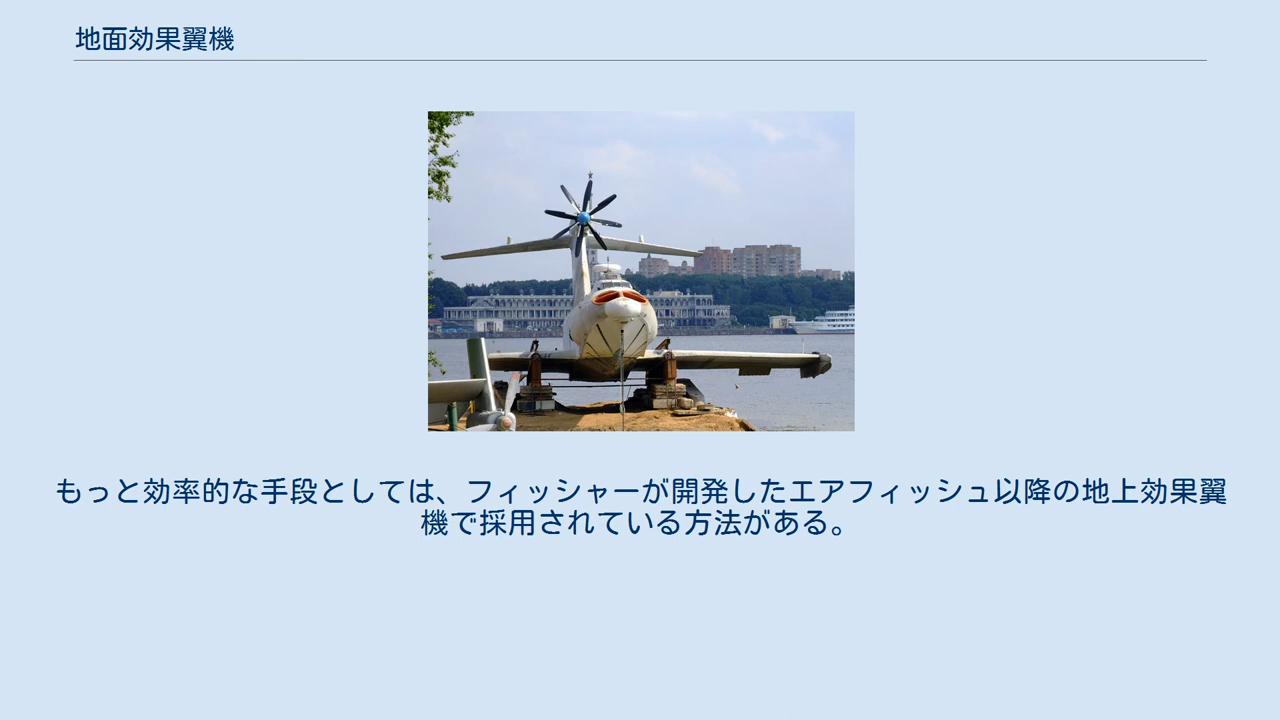 地面効果翼機
もっと効率的な手段としては、フィッシャーが開発したエアフィッシュ以降の地上効果翼
機で採用されている方法がある。